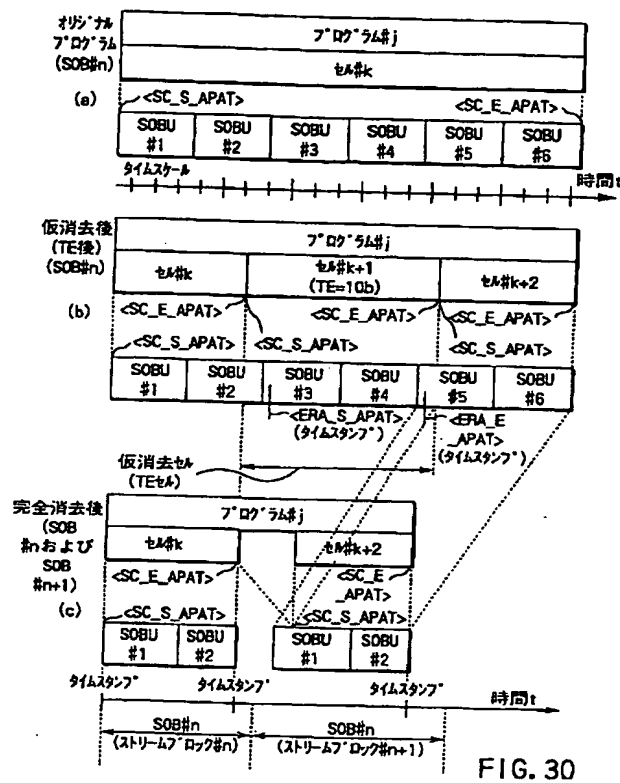 オリジナル
プログラム
(SOB#n)
プログラム#j
セル#k
(a)
<SC_S_APAT>
<SC_E_APAT>
SOBU
#1
SOBU
#2
SOBU
#3
SOBU
#4
SOBU
#5
SOBU
#6
タイムスケール
時間t
仮消去後
(TE後)
(SOB#n)
プログラム#j
セル#k
セル#k+1
(TE=10b)
セル#k+2
(b)
<SC_E_APAT>
<SC_E_APAT>
<SC_E_APAT>
<SC_S_APAT>
<SC_S_APAT>
<SC_S_APAT>
SOBU
#1
SOBU
#2
SOBU
#3
SOBU
#4
SOBU
#5
SOBU
#6
<ERA_S_APAT>
(タイムスタンプ)
<ERA_E
_APAT>
(タイムスタンプ)
仮消去セル
(TEセル)
完全消去後
(SOB
#nおよび
SOB
#n+1)
プログラム#j
セル#k
セル#k+2
<SC_E_APAT>
<SC_E
_APAT>
(c)
<SC_S_APAT>
<SC_S_APAT>
SOBU
#1
SOBU
#2
SOBU
#1
SOBU
#2
タイムスタンプ
タイムスタンプ
タイムスタンプ
時間t
SOB#n
(ストリームブロック#n)
SOB#n
(ストリームブロック#n+1)
FIG. 30